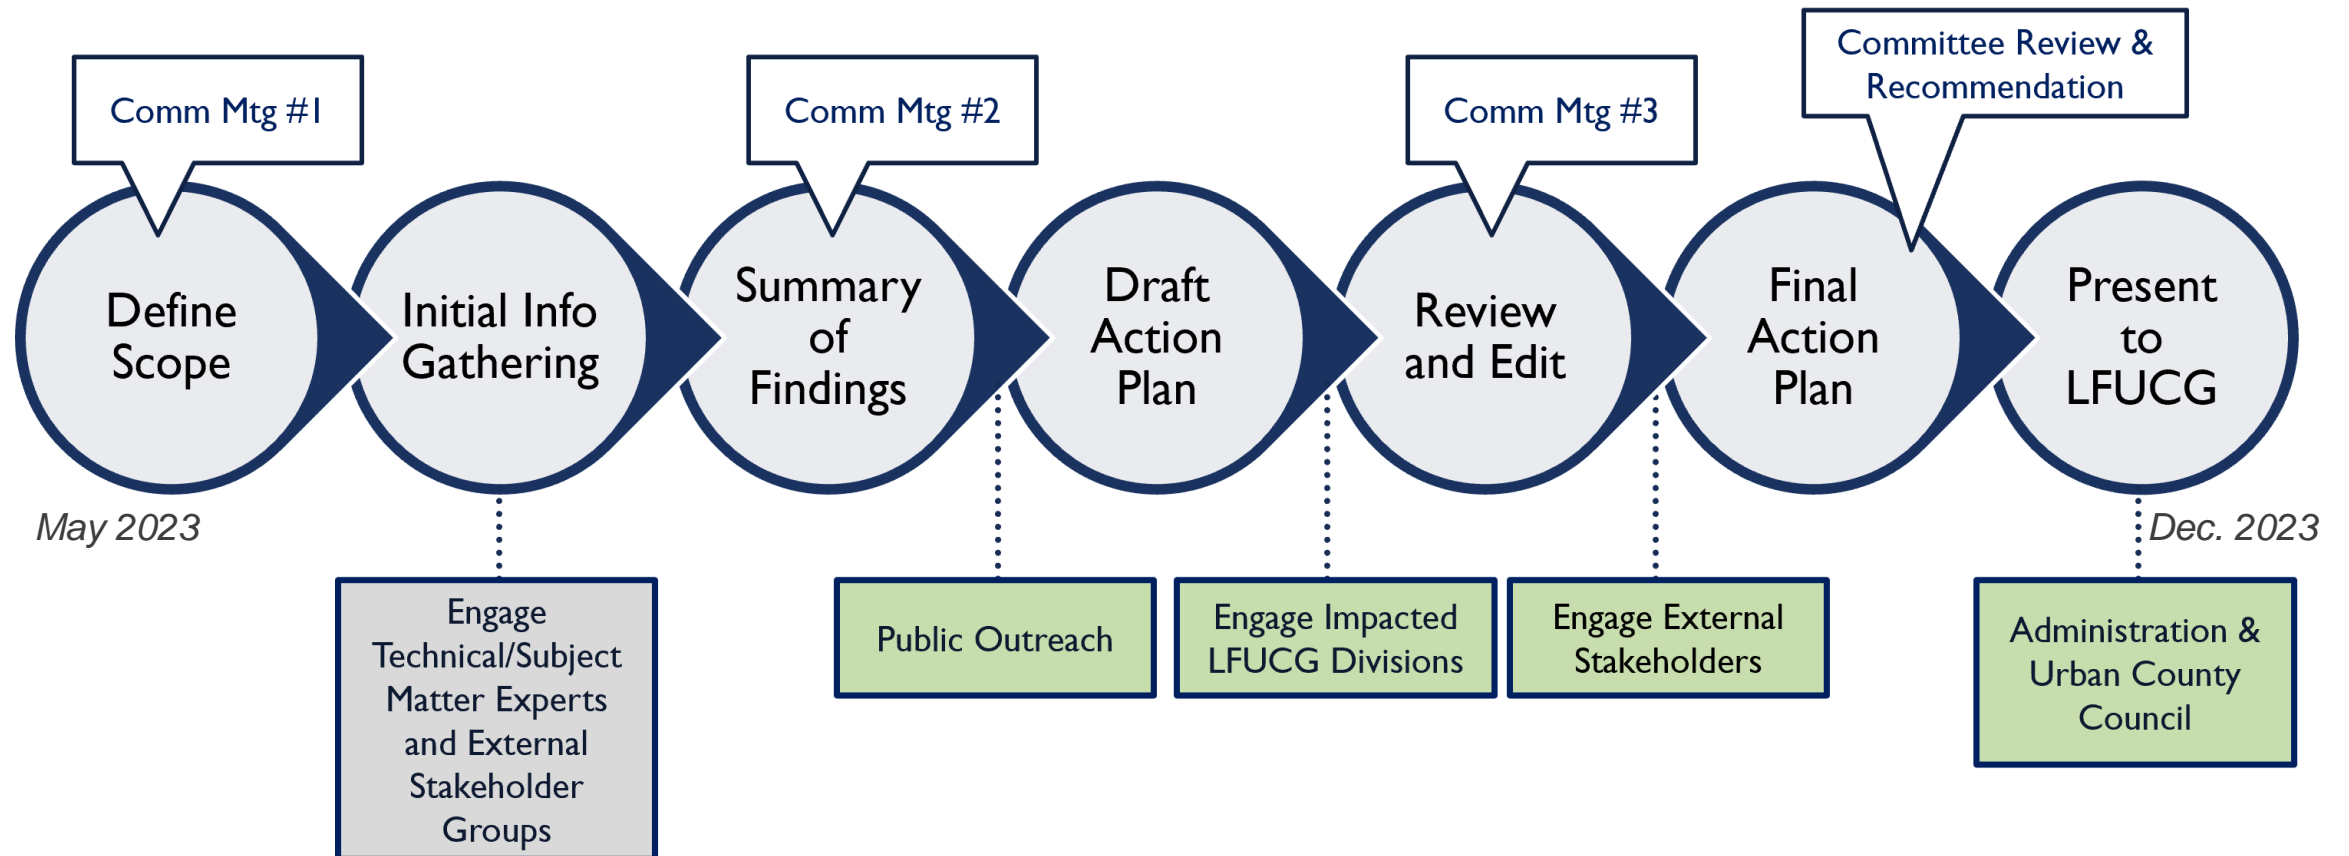 Comm Mtg #1
Comm Mtg #2
Comm Mtg #3
Committee Review &
Recommendation
Define
Scope
Initial Info
Gathering
Summary
of
Findings
Draft
Action
Plan
Review
and Edit
Final
Action
Plan
Present
to
LFUCG
May 2023
Dec. 2023
Engage
Technical/Subject
Matter Experts
and External
Stakeholder
Groups
Public Outreach
Engage Impacted
LFUCG Divisions
Engage External
Stakeholders
Administration &
Urban County
Council